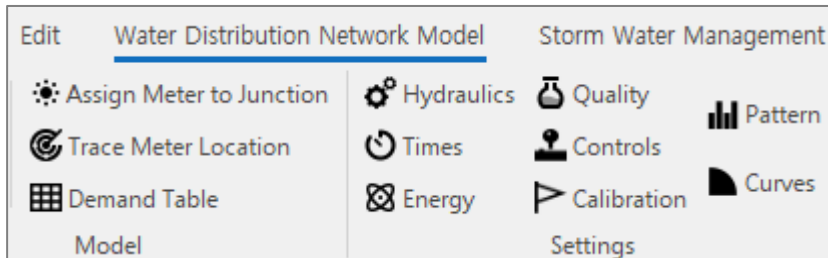 Edit Water Distribution Network Model Storm Water Management
Assign Meter to Junction Hydraulics Quality Pattern
Trace Meter Location Times Controls
Demand Table Energy Calibration Curves
Model Settings